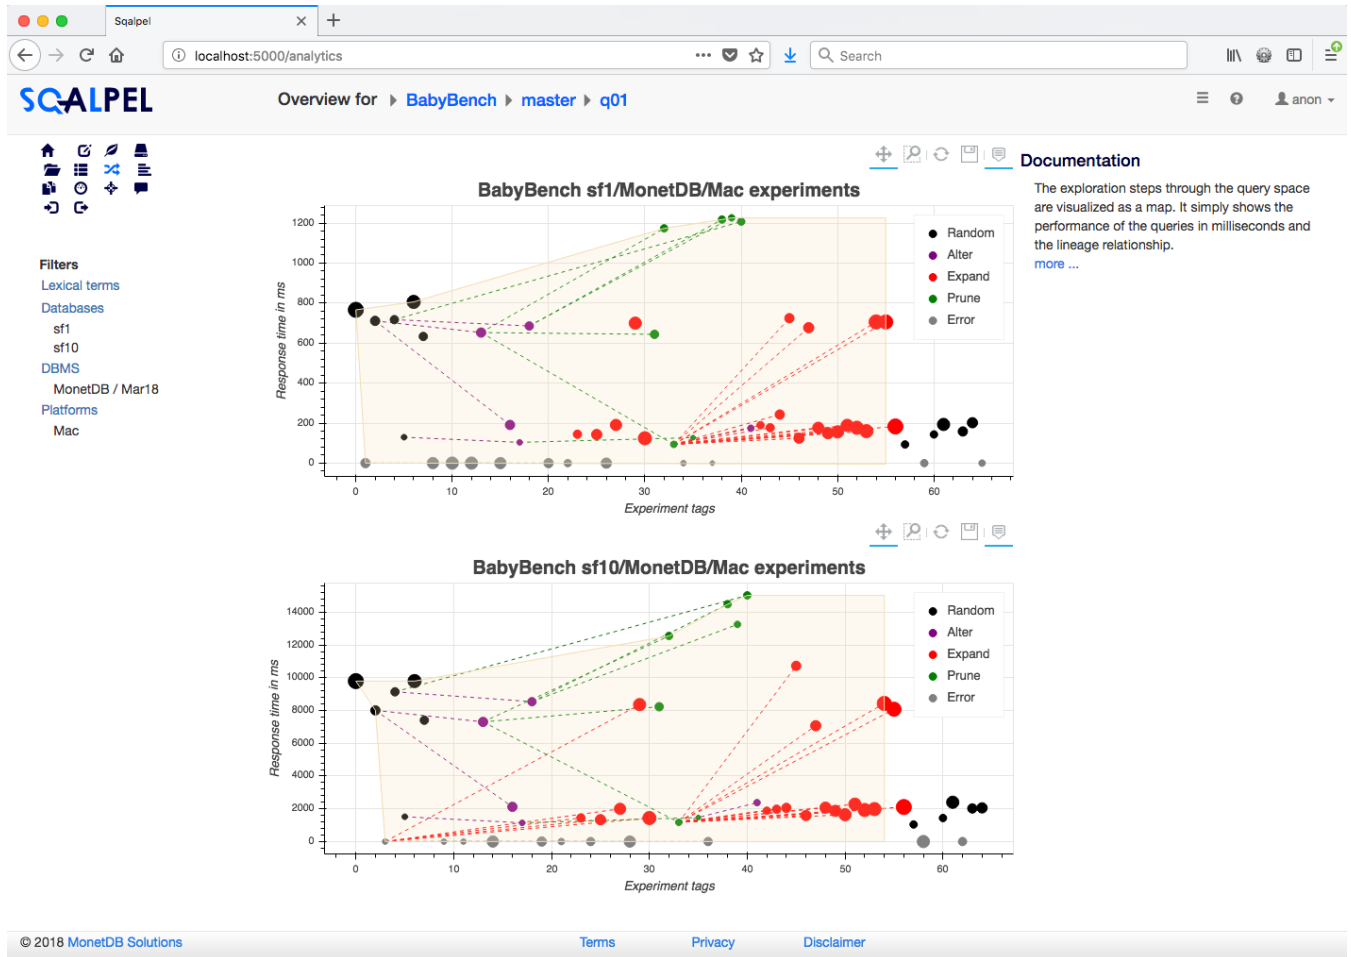 Sqalpel
localhost:5000/analytics
Search
SQALPEL
Overview for BabyBench master q01
anon
Filters
Lexical terms
Databases
sf1
sf10
DBMS
MonetDB / Mar18
Platforms
Mac
BabyBench sf1/MonetDB/Mac experiments
Response time in ms
1200
1000
800
600
400
200
0
0 10 20 30 40 50 60
Experiment tags
Random
Alter
Expand
Prune
Error
BabyBench sf10/MonetDB/Mac experiments
Response time in ms
14000
12000
10000
8000
6000
4000
2000
0
0 10 20 30 40 50 60
Experiment tags
Random
Alter
Expand
Prune
Error
Documentation
The exploration steps through the query space
are visualized as a map. It simply shows the
performance of the queries in milliseconds and
the lineage relationship.
more ...
© 2018 MonetDB Solutions
Terms Privacy Disclaimer